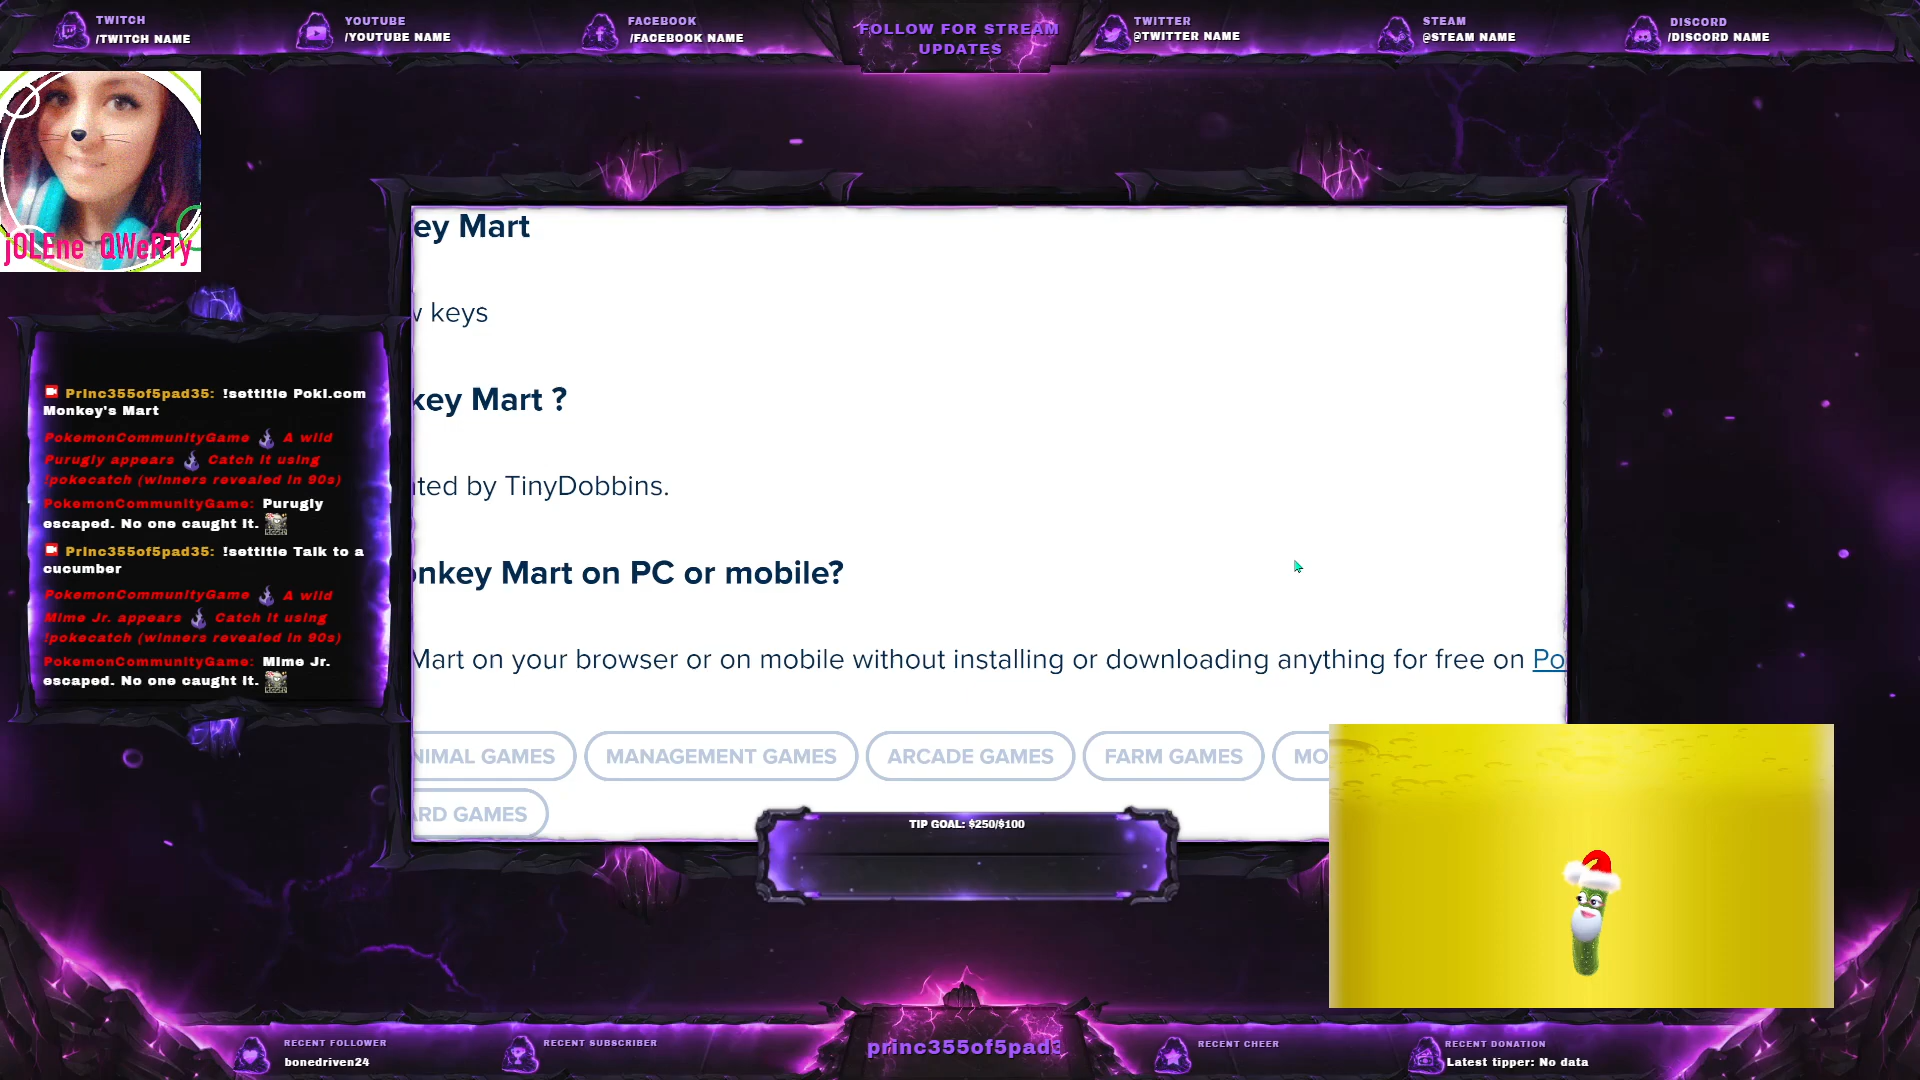 TWITCH
/TWITCH NAME
YOUTUBE
/YOUTUBE NAME
FACEBOOK
/FACEBOOK NAME
FOLLOW FOR STREAM
UPDATES
TWITTER
@TWITTER NAME
STEAM
@STEAM NAME
DISCORD
/DISCORD NAME
jOLEne QWeRTy
ey Mart
keys
key Mart ?
ated by TinyDobbins.
onkey Mart on PC or mobile?
Mart on your browser or on mobile without installing or downloading anything for free on Po
NIMAL GAMES
MANAGEMENT GAMES
ARCADE GAMES
FARM GAMES
MO
ARD GAMES
Princ355of5pad35: !settitle Poki.com
Monkey's Mart
PokemonCommunityGame A wild
Purugly appears Catch it using
!pokecatch (winners revealed in 90s)
PokemonCommunityGame: Purugly
escaped. No one caught it.
Princ355of5pad35: !settitle Talk to a
cucumber
PokemonCommunityGame A wild
Mime Jr. appears Catch it using
!pokecatch (winners revealed in 90s)
PokemonCommunityGame: Mime Jr.
escaped. No one caught it.
TIP GOAL: $250/$100
RECENT FOLLOWER
bonedriven24
RECENT SUBSCRIBER
princ355of5pad3
RECENT CHEER
RECENT DONATION
Latest tipper: No data